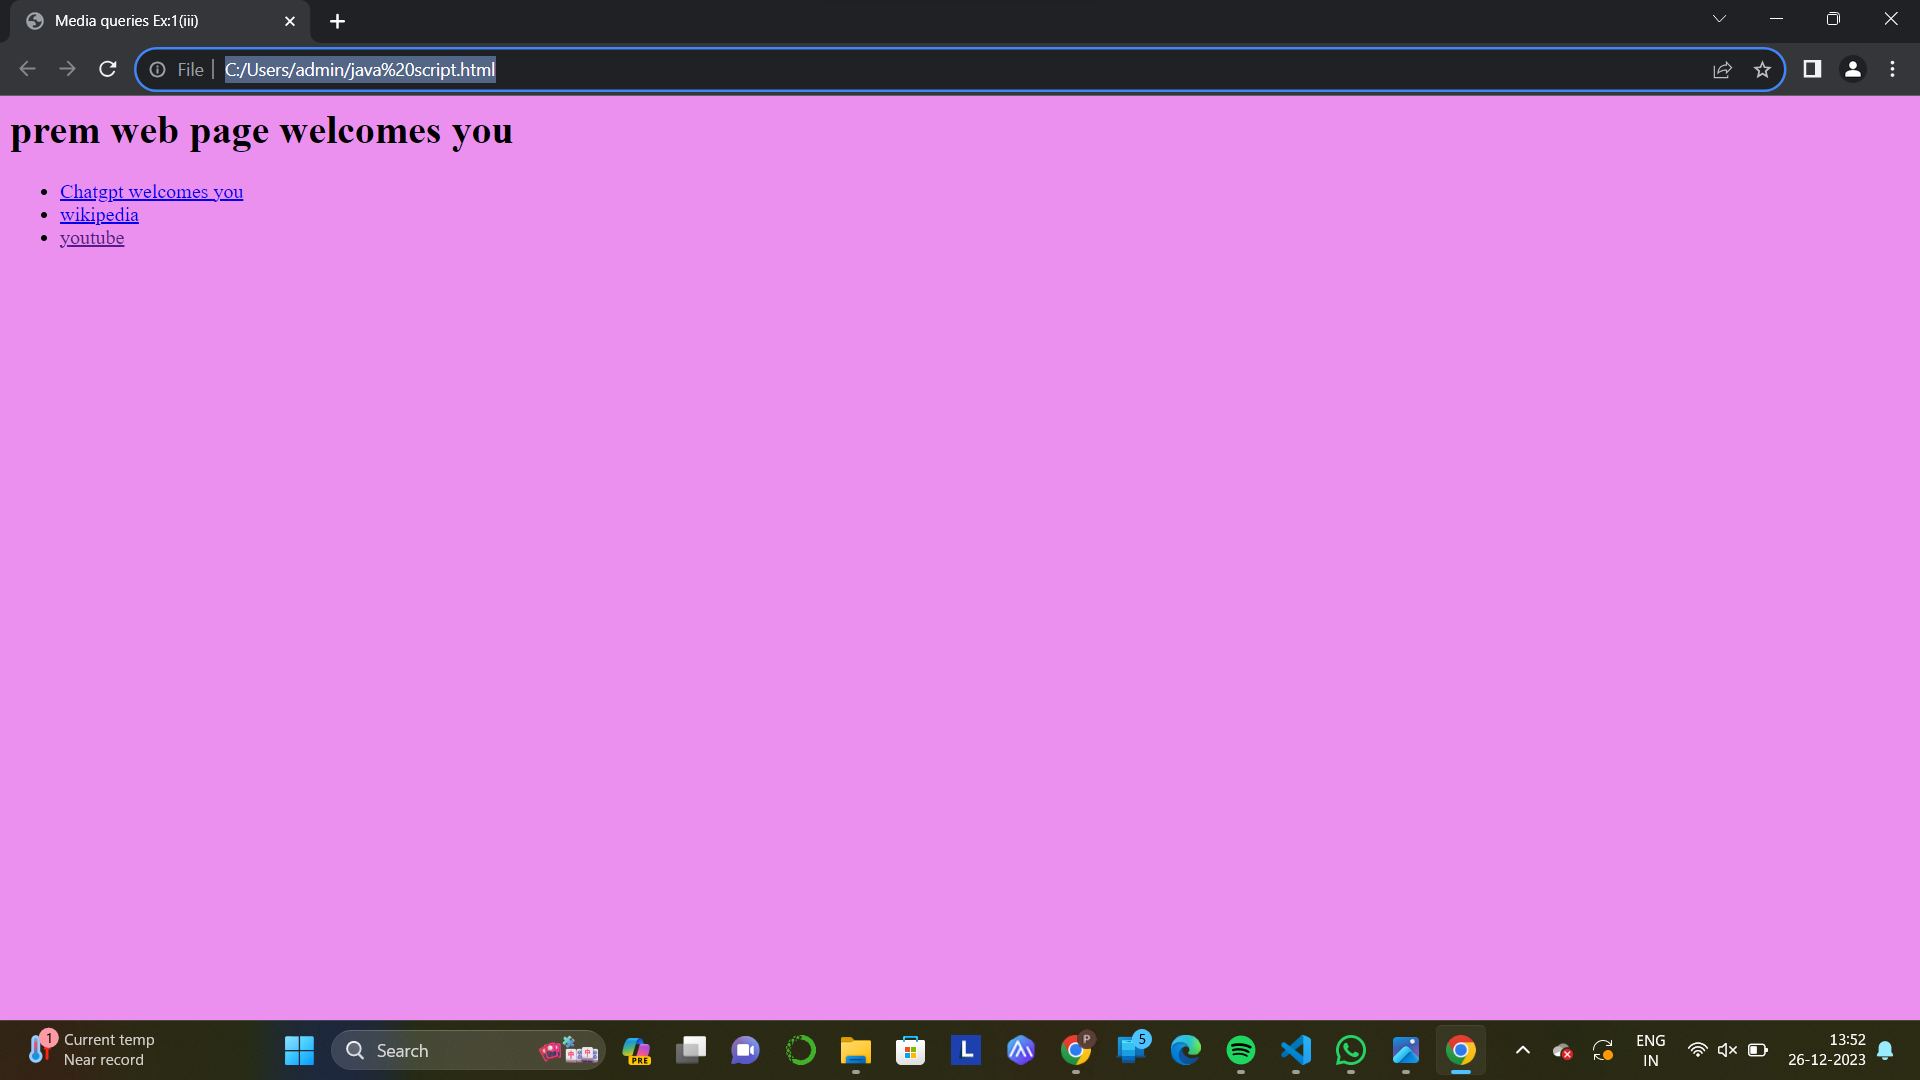 Media queries Ex:1(iii)
File | C:/Users/admin/java%20script.html
prem web page welcomes you
• Chatgpt welcomes you
• wikipedia
• youtube
1
Current temp
Near record
Search
PRE
L
P
5
ENG
IN
13:52
26-12-2023